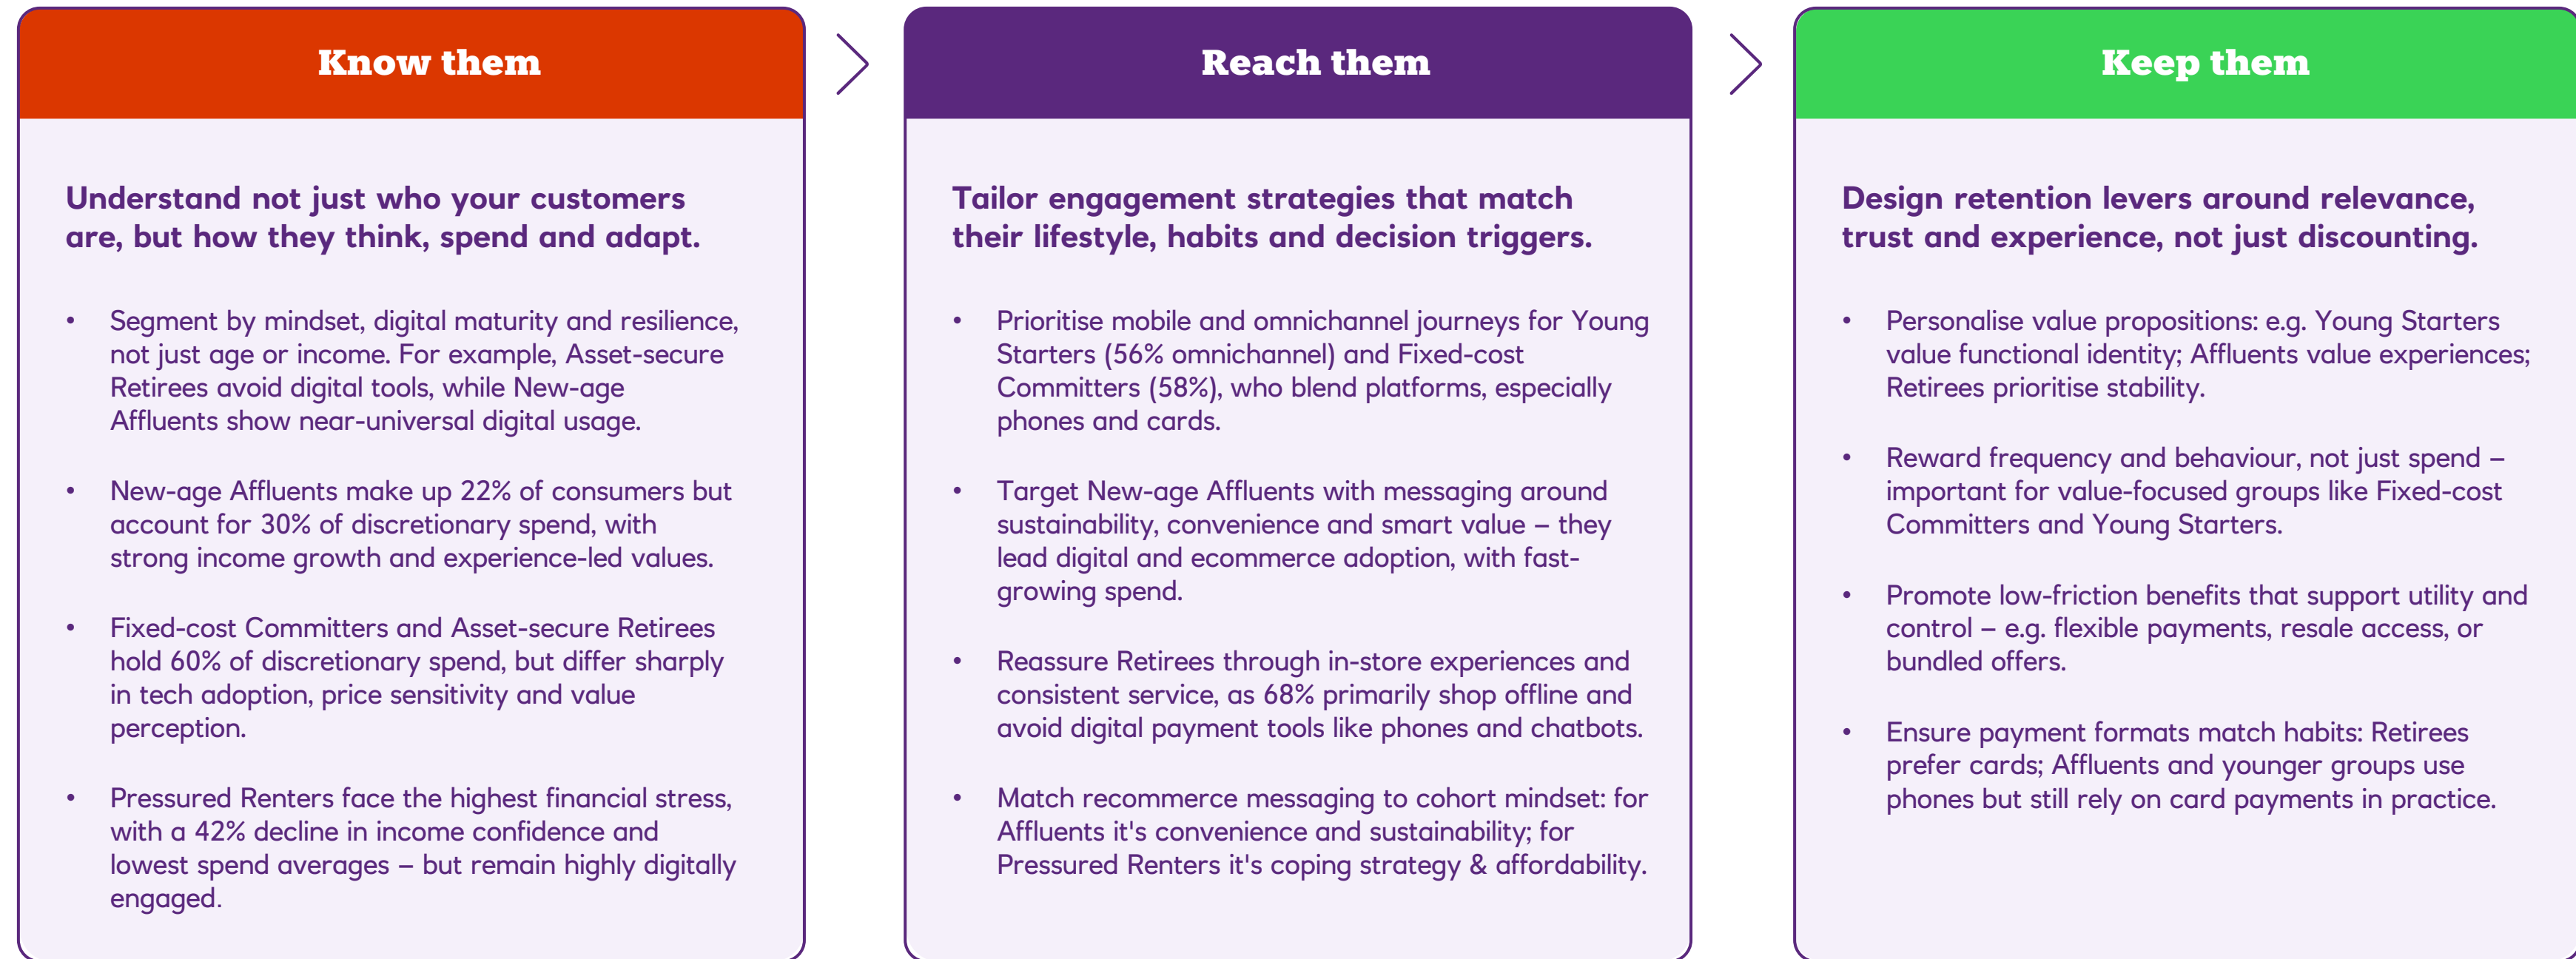 Know them
Understand not just who your customers
are, but how they think, spend and adapt.
• Segment by mindset, digital maturity and resilience,
not just age or income. For example, Asset-secure
Retirees avoid digital tools, while New-age
Affluents show near-universal digital usage.
• New-age Affluents make up 22% of consumers but
account for 30% of discretionary spend, with
strong income growth and experience-led values.
• Fixed-cost Committers and Asset-secure Retirees
hold 60% of discretionary spend, but differ sharply
in tech adoption, price sensitivity and value
perception.
• Pressured Renters face the highest financial stress,
with a 42% decline in income confidence and
lowest spend averages – but remain highly digitally
engaged.
Reach them
Tailor engagement strategies that match
their lifestyle, habits and decision triggers.
• Prioritise mobile and omnichannel journeys for Young
Starters (56% omnichannel) and Fixed-cost
Committers (58%), who blend platforms, especially
phones and cards.
• Target New-age Affluents with messaging around
sustainability, convenience and smart value – they
lead digital and ecommerce adoption, with fast-
growing spend.
• Reassure Retirees through in-store experiences and
consistent service, as 68% primarily shop offline and
avoid digital payment tools like phones and chatbots.
• Match recommerce messaging to cohort mindset: for
Affluents it's convenience and sustainability; for
Pressured Renters it's coping strategy & affordability.
Keep them
Design retention levers around relevance,
trust and experience, not just discounting.
• Personalise value propositions: e.g. Young Starters
value functional identity; Affluents value experiences;
Retirees prioritise stability.
• Reward frequency and behaviour, not just spend –
important for value-focused groups like Fixed-cost
Committers and Young Starters.
• Promote low-friction benefits that support utility and
control – e.g. flexible payments, resale access, or
bundled offers.
• Ensure payment formats match habits: Retirees
prefer cards; Affluents and younger groups use
phones but still rely on card payments in practice.